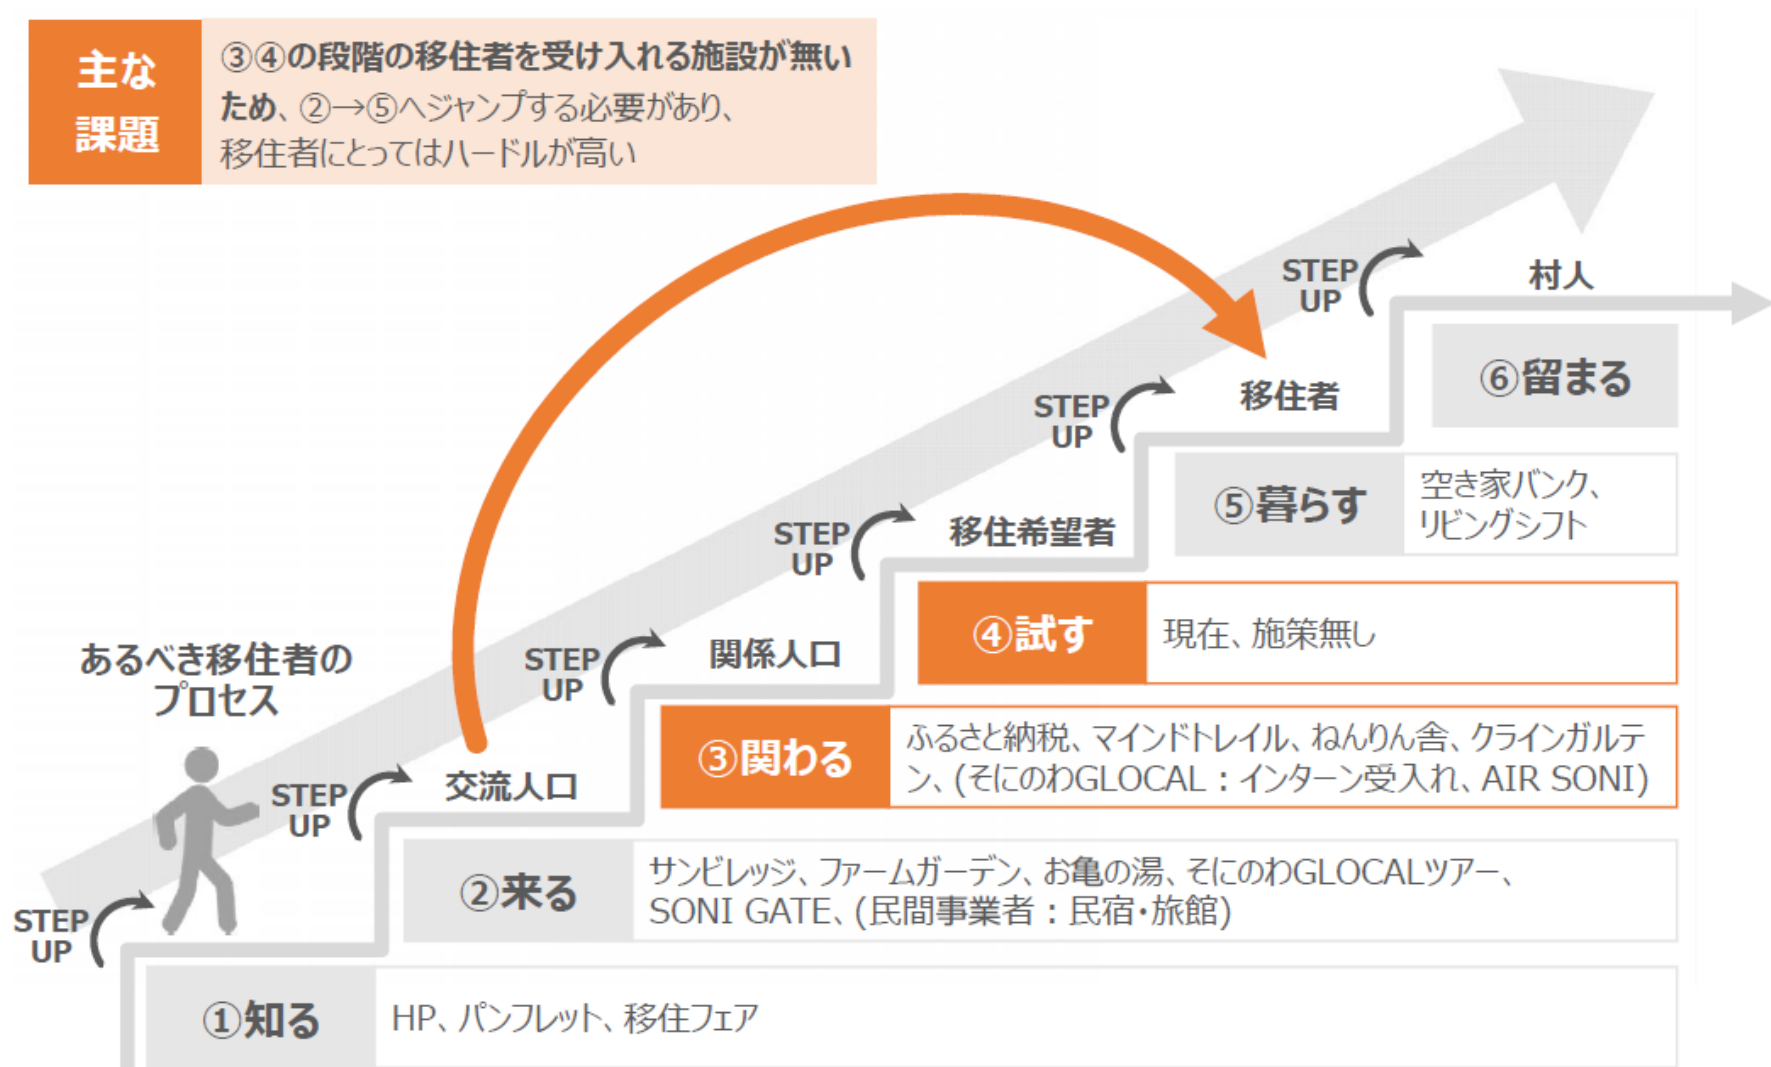 主な
課題
③④の段階の移住者を受け入れる施設が無い
ため、②→⑤へジャンプする必要があり、
移住者にとってはハードルが高い
STEP
UP
村人
⑥留まる
STEP
UP
移住者
⑤暮らす
空き家バンク、
リビングシフト
STEP
UP
移住希望者
④試す
現在、施策無し
STEP
UP
関係人口
③関わる
ふるさと納税、マインドトレイル、ねんりん舎、クラインガルテ
ン、(そにのわGLOCAL:インターン受入れ、AIR SONI)
あるべき移住者の
プロセス
STEP
UP
交流人口
②来る
サンビレッジ、ファームガーデン、お亀の湯、そにのわGLOCALツアー、
SONI GATE、(民間事業者:民宿・旅館)
STEP
UP
①知る
HP、パンフレット、移住フェア